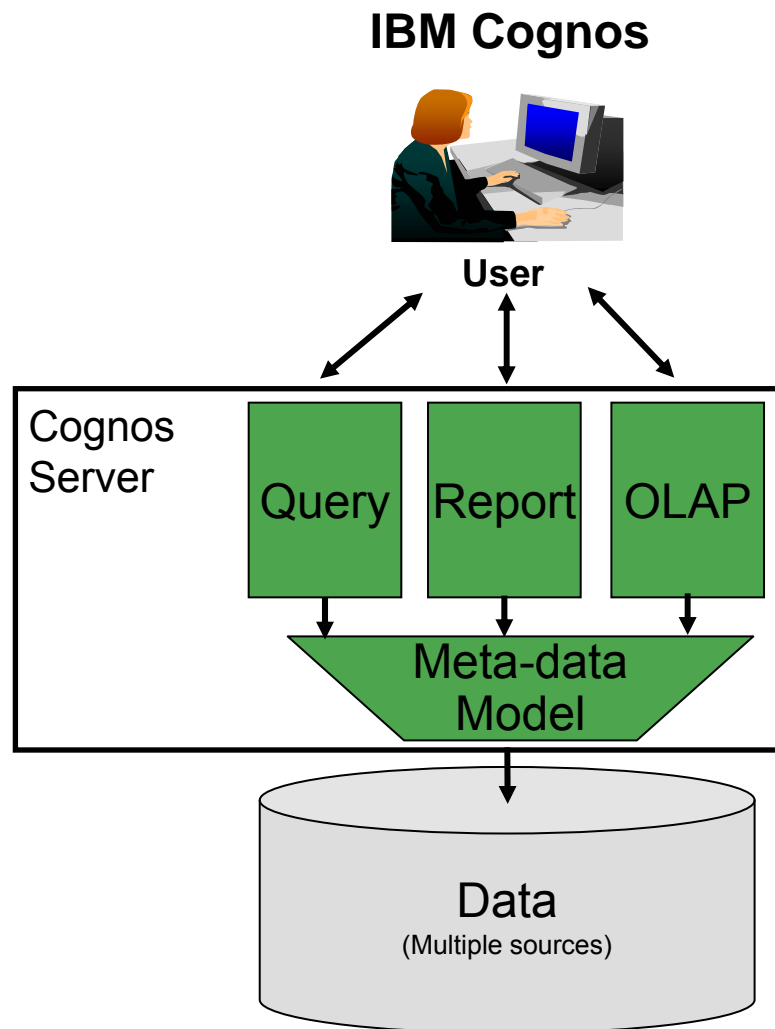 IBM Cognos
User
Cognos
Server
Query
Report
OLAP
Meta-data
Model
Data
(Multiple sources)